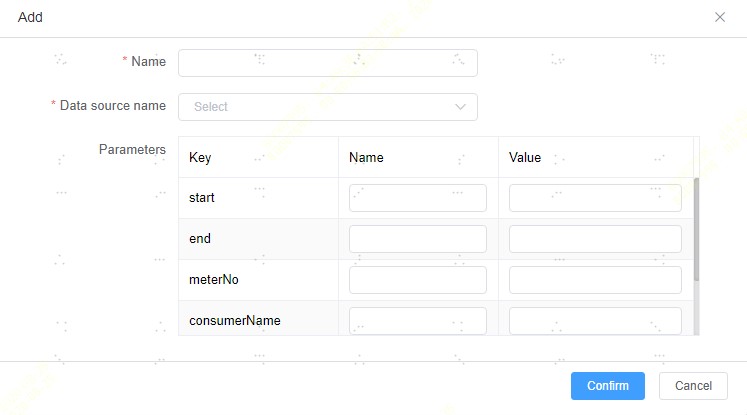 Add
* Name
* Data source name
Select
Parameters
Key Name Value
start
end
meterNo
consumerName
Confirm Cancel